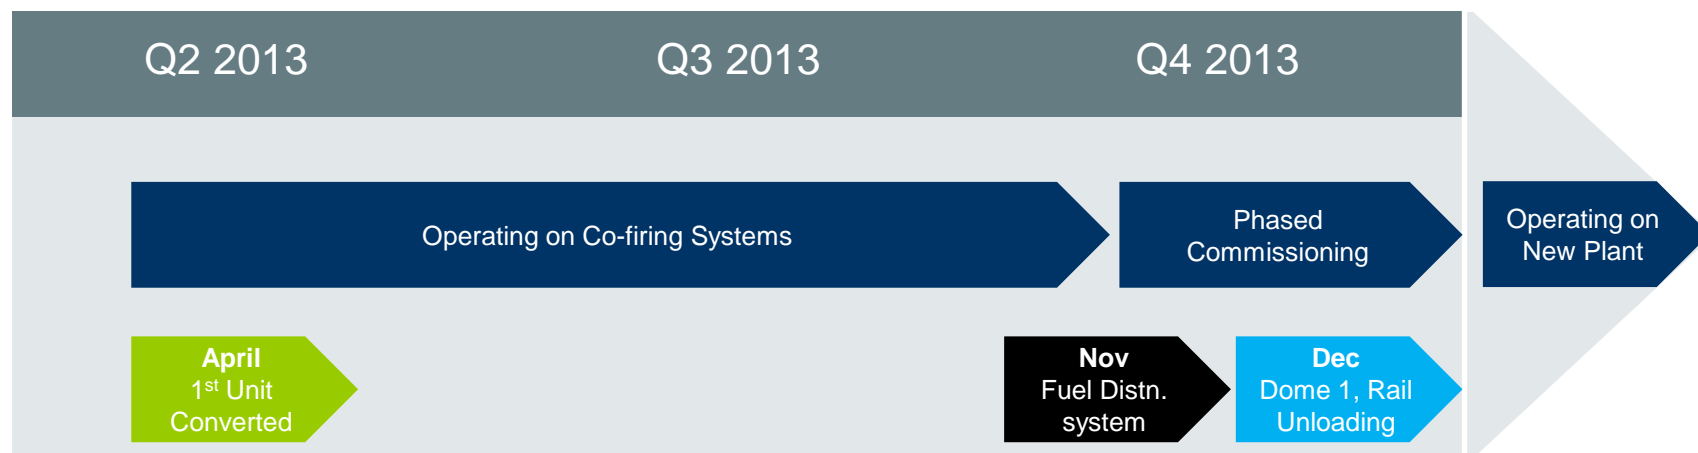 Q2 2013
Q3 2013
Q4 2013
Operating on Co-firing Systems
Phased
Commissioning
Operating on
New Plant
April
1st Unit
Converted
Nov
Fuel Distn.
system
Dec
Dome 1, Rail
Unloading